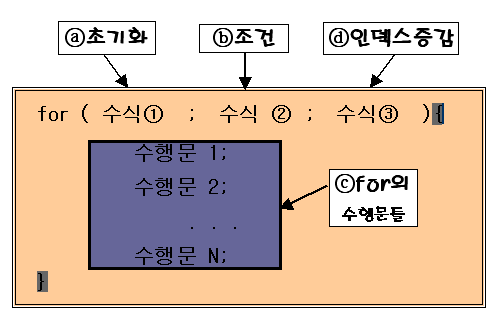 ⓐ초기화 ⓑ조건 ⓓ인덱스증감
for ( 수식① ; 수식 ② ; 수식③ ){
수행문 1;
수행문 2;
. . .
수행문 N;
}
ⓒfor의
수행문들